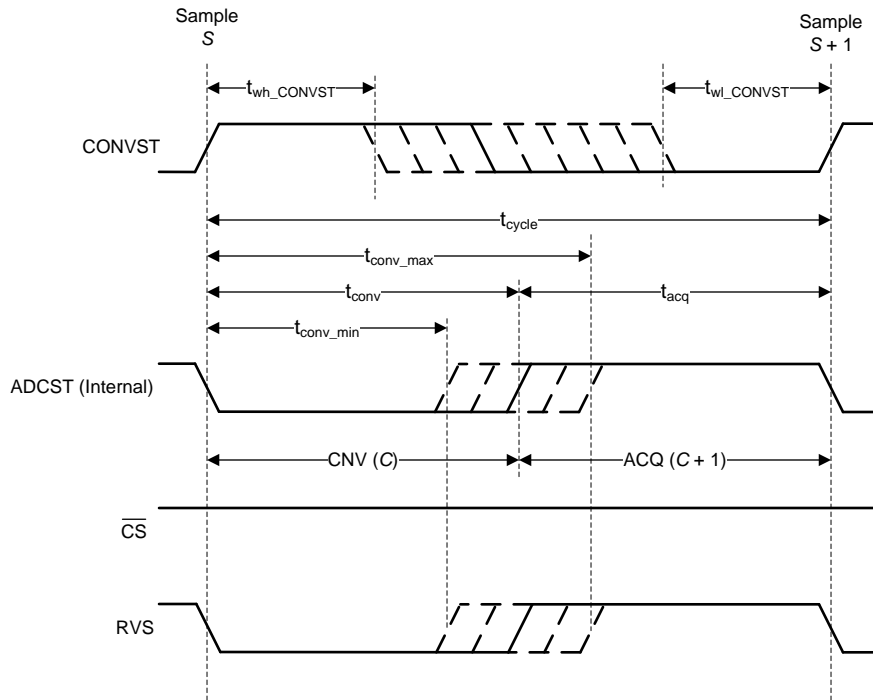 Sample
S
Sample
S + 1
twh_CONVST
twl_CONVST
CONVST
tcycle
tconv_max
tconv
tacq
tconv_min
ADCST (Internal)
CNV (C)
ACQ (C + 1)
CS
RVS